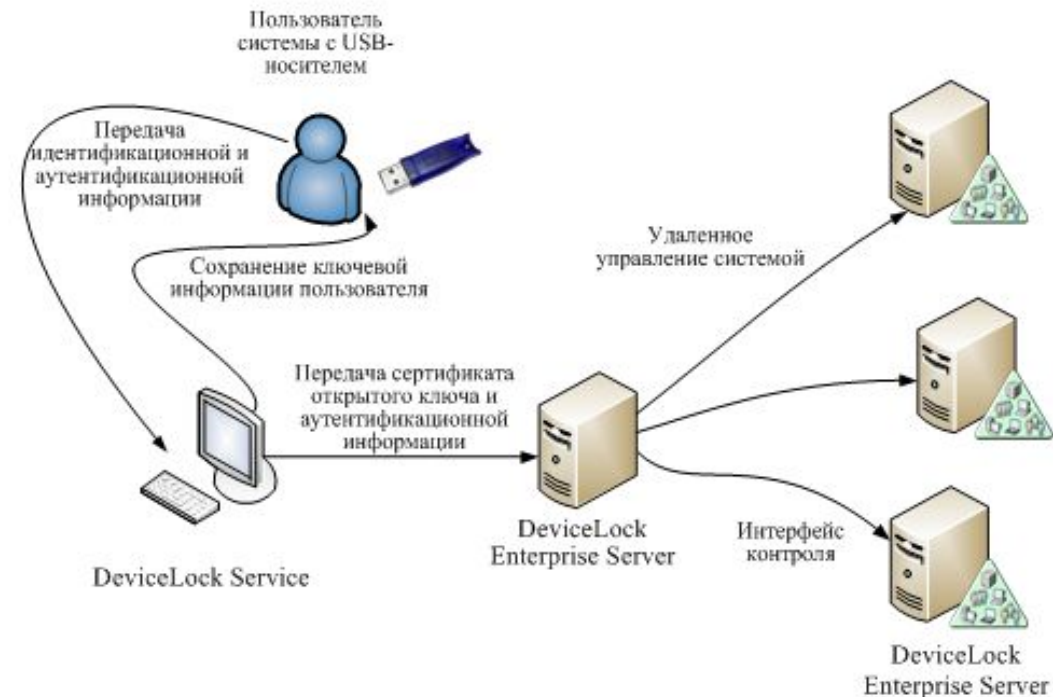 Пользователь
системы с USB-
носителем
Передача
идентификационной и
аутентификационной
информации
Сохранение ключевой
информации пользователя
Удаленное
управление системой
Передача сертификата
открытого ключа и
аутентификационной
информации
DeviceLock Service
DeviceLock
Enterprise Server
Интерфейс
контроля
DeviceLock
Enterprise Server